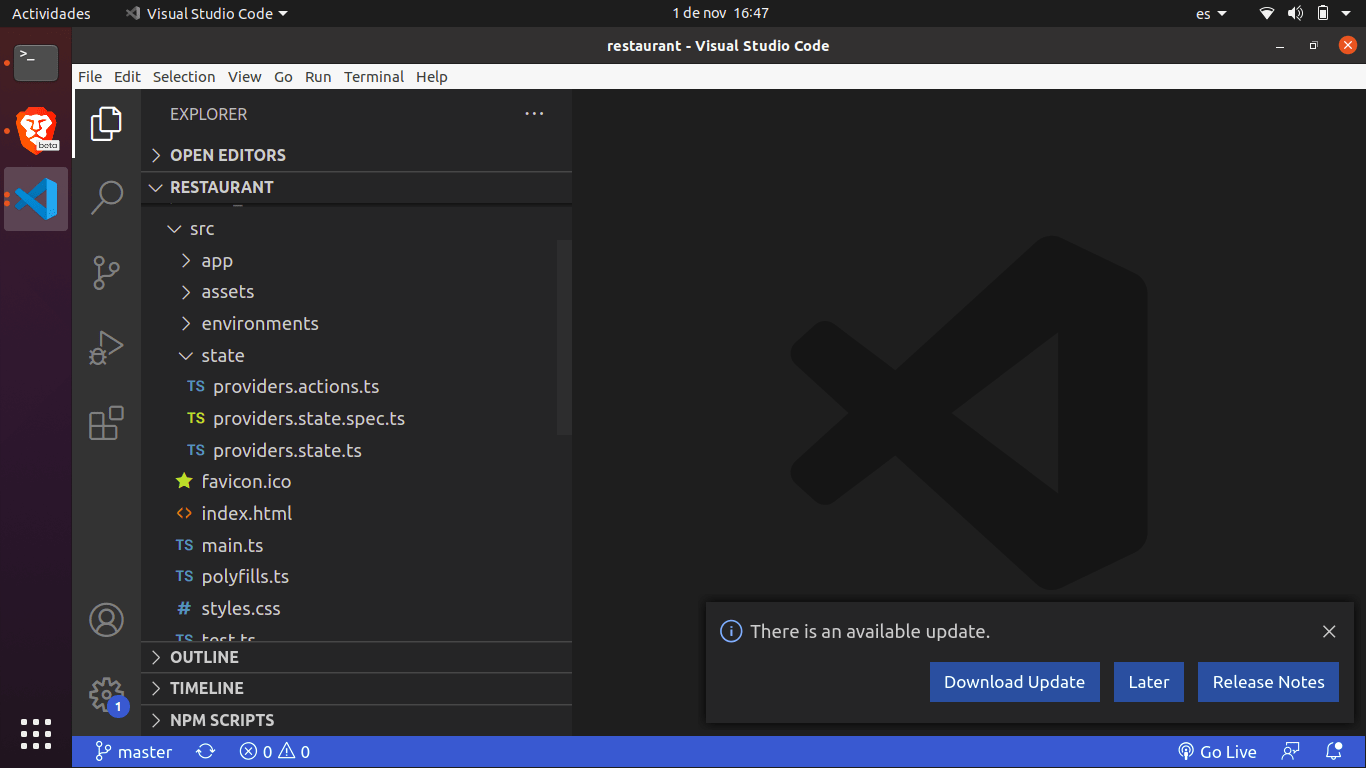 Actividades Visual Studio Code 1 de nov 16:47 es
restaurant - Visual Studio Code
File Edit Selection View Go Run Terminal Help
EXPLORER
OPEN EDITORS
RESTAURANT
src
app
assets
environments
state
TS providers.actions.ts
TS providers.state.spec.ts
TS providers.state.ts
favicon.ico
<> index.html
TS main.ts
TS polyfills.ts
# styles.css
TS test.ts
OUTLINE
TIMELINE
NPM SCRIPTS
>_
beta
1
There is an available update.
Download Update Later Release Notes
master 0 0 Go Live